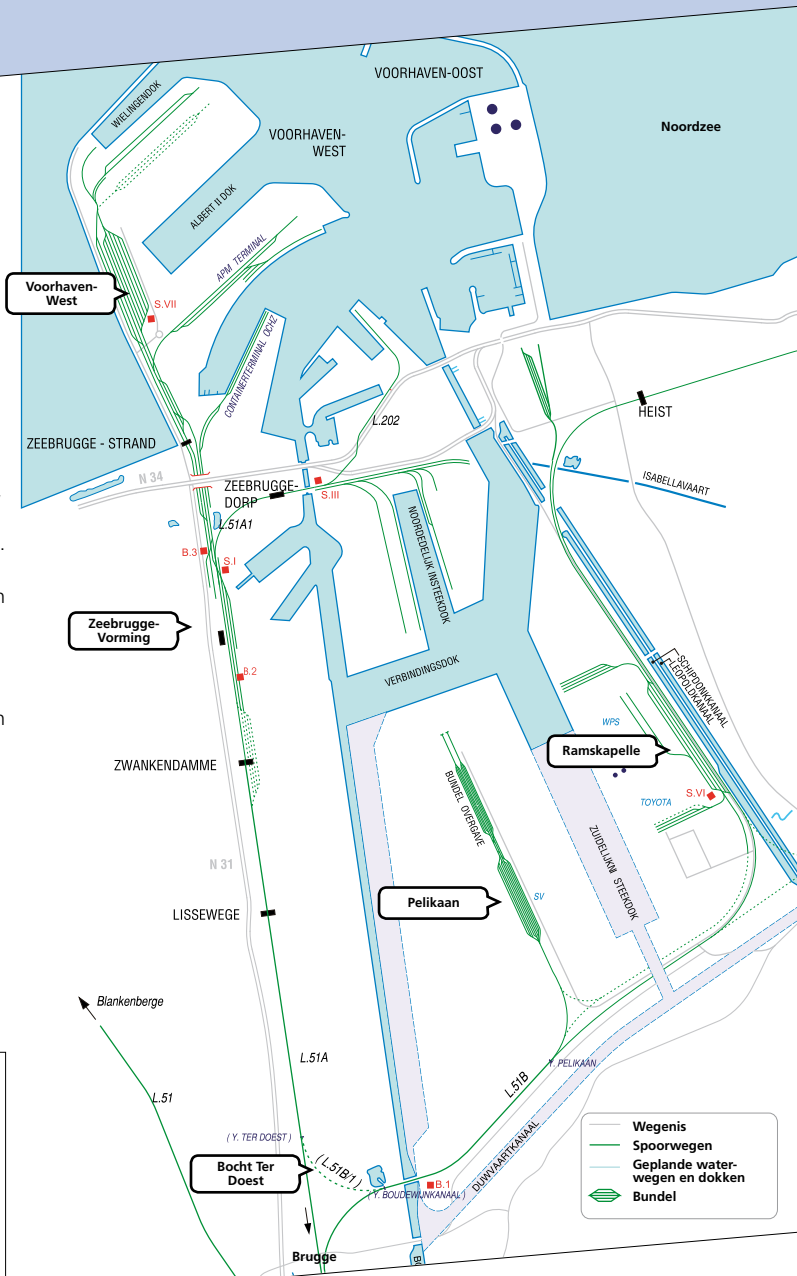 VOORHAVEN-OOST
WIELINGENDOK
VOORHAVEN-
WEST
Noordzee
ALBERT II DOK
APM TERMINAL
Voorhaven-
West
S.VII
CONTAINERTERMINAL OCHZ
HEIST
L.202
ZEEBRUGGE - STRAND
N 34
ZEEBRUGGE-
DORP
S.III
ISABELLAVAART
L.51A1
NOORDEDELIJK INSTEEKDOK
B.3
S.I
Zeebrugge-
Vorming
VERBINDINGSDOK
SCHIPDONKKANAAL
LEOPOLDKANAAL
B.2
WPS
Ramskapelle
ZWANKENDAMME
BUNDEL OVERGAVE
S.VI
TOYOTA
ZUIDELIJKNI STEEKDOK
N 31
Pelikaan
SV
LISSEWEGE
Blankenberge
L.51A
L.51
Y. PELIKAAN
L.51B
( Y. TER DOEST )
Bocht Ter
Doest
( L.51B/1 )
( Y. BOUDEWIJNKANAAL )
B.1
DUWVAARTKANAAL
Brugge
Wegenis
Spoorwegen
Geplande water-
wegen en dokken
Bundel